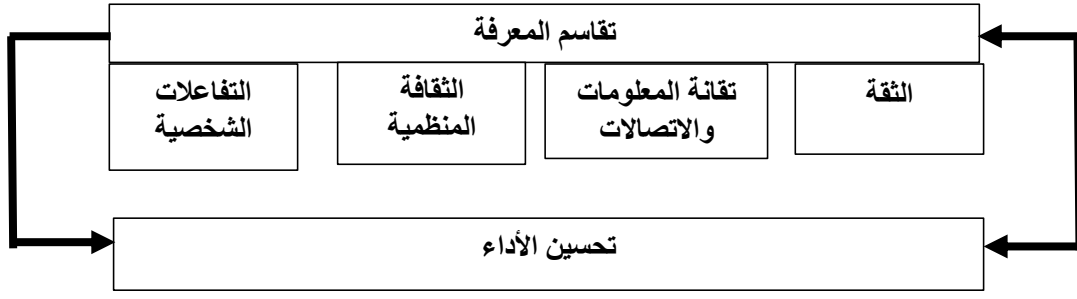 تقاسم المعرفة
الثقة
تقانة المعلومات
والاتصالات
الثقافة
المنظمية
التفاعلات
الشخصية
تحسين الأداء